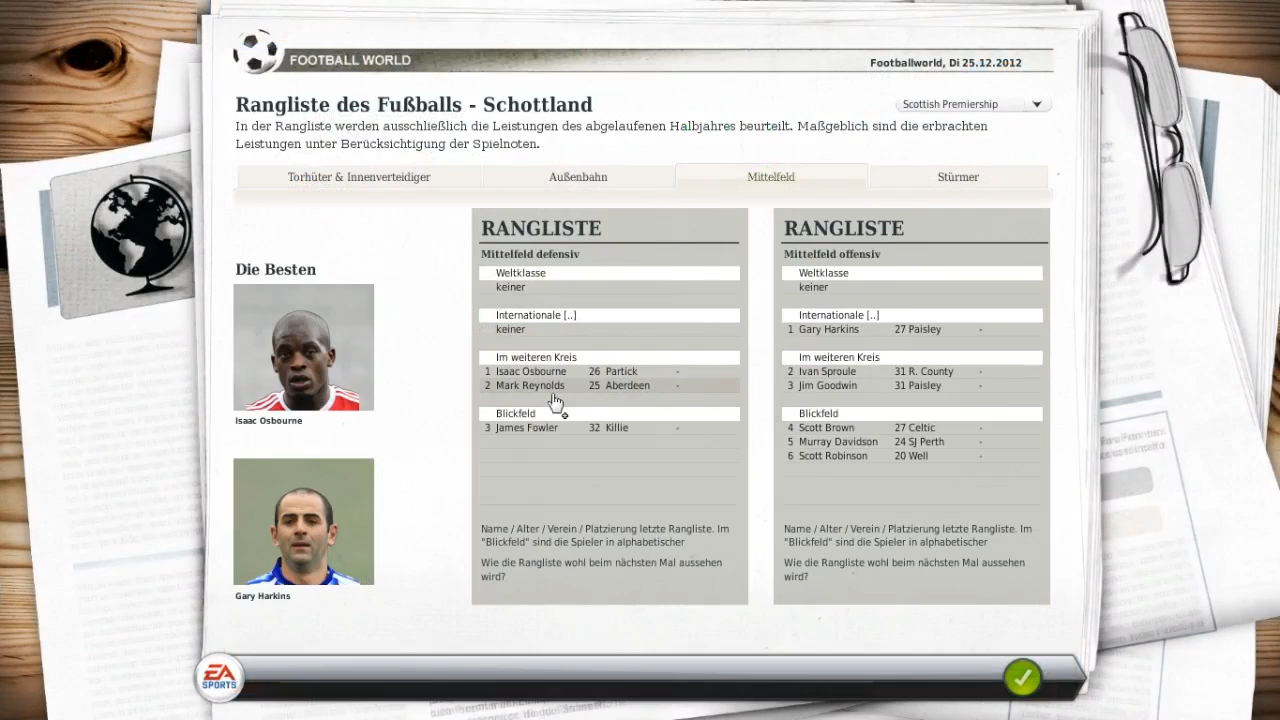 FOOTBALL WORLD
Footballworld, Di 25.12.2012
Rangliste des Fußballs - Schottland
Scottish Premiership
In der Rangliste werden ausschließlich die Leistungen des abgelaufenen Halbjahres beurteilt. Maßgeblich sind die erbrachten
Leistungen unter Berücksichtigung der Spielnoten.
Torhüter & Innenverteidiger Außenbahn Mittelfeld Stürmer
Die Besten
Isaac Osbourne
Gary Harkins
RANGLISTE
Mittelfeld defensiv
Weltklasse
keiner
Internationale [..]
keiner
Im weiteren Kreis
1 Isaac Osbourne 26 Partick -
2 Mark Reynolds 25 Aberdeen -
Blickfeld
3 James Fowler 32 Killie -
Name / Alter / Verein / Platzierung letzte Rangliste. Im
"Blickfeld" sind die Spieler in alphabetischer
Wie die Rangliste wohl beim nächsten Mal aussehen
wird?
RANGLISTE
Mittelfeld offensiv
Weltklasse
keiner
Internationale [..]
1 Gary Harkins 27 Paisley -
Im weiteren Kreis
2 Ivan Sproule 31 R. County -
3 Jim Goodwin 31 Paisley -
Blickfeld
4 Scott Brown 27 Celtic -
5 Murray Davidson 24 SJ Perth -
6 Scott Robinson 20 Well -
Name / Alter / Verein / Platzierung letzte Rangliste. Im
"Blickfeld" sind die Spieler in alphabetischer
Wie die Rangliste wohl beim nächsten Mal aussehen
wird?
EA
SPORTS